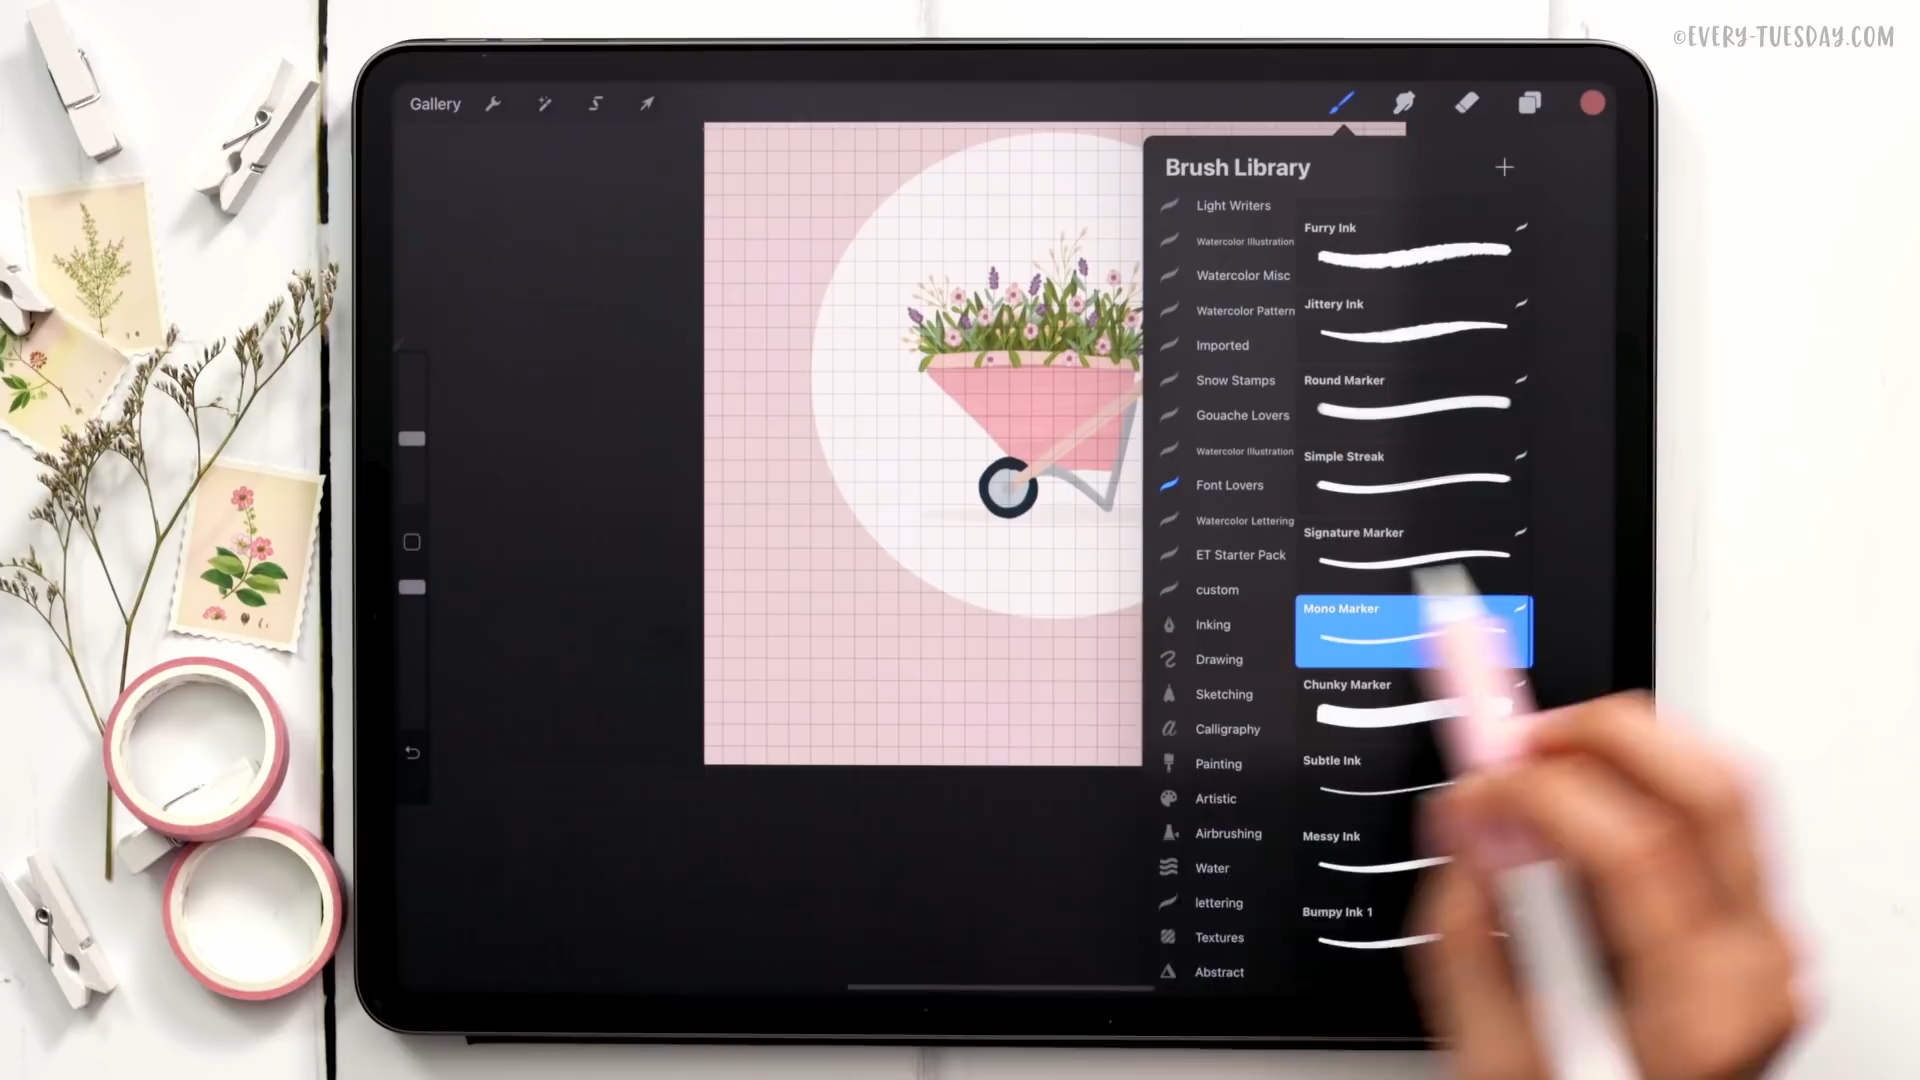 ©EVERY-TUESDAY.COM
Gallery
Brush Library
Light Writers
Watercolor Illustration
Watercolor Misc
Watercolor Pattern
Imported
Snow Stamps
Gouache Lovers
Watercolor Illustration
Font Lovers
Watercolor Lettering
ET Starter Pack
custom
Inking
Drawing
Sketching
Calligraphy
Painting
Artistic
Airbrushing
Water
lettering
Textures
Abstract
Furry Ink
Jittery Ink
Round Marker
Simple Streak
Signature Marker
Mono Marker
Chunky Marker
Subtle Ink
Messy Ink
Bumpy Ink 1